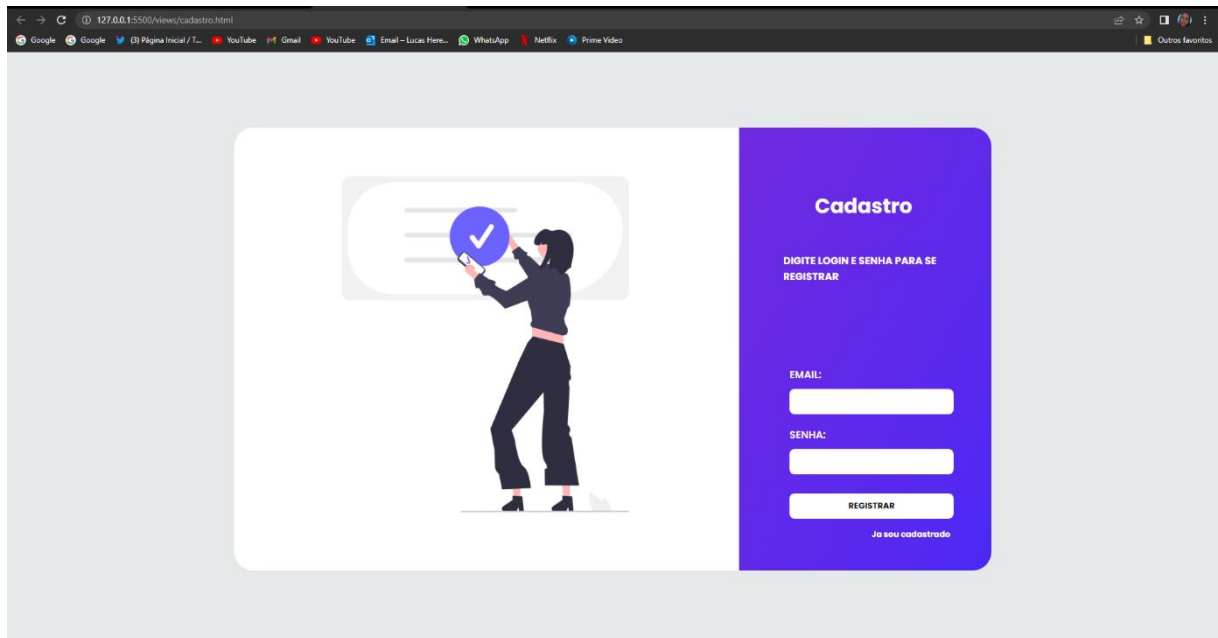 127.0.0.1:5500/views/cadastro.html
Google
Google
(3) Página Inicial / T...
YouTube
Gmail
YouTube
Email – Lucas Here...
WhatsApp
Netflix
Prime Video
Outros favoritos
Cadastro
DIGITE LOGIN E SENHA PARA SE
REGISTRAR
EMAIL:
SENHA:
REGISTRAR
Ja sou cadastrado